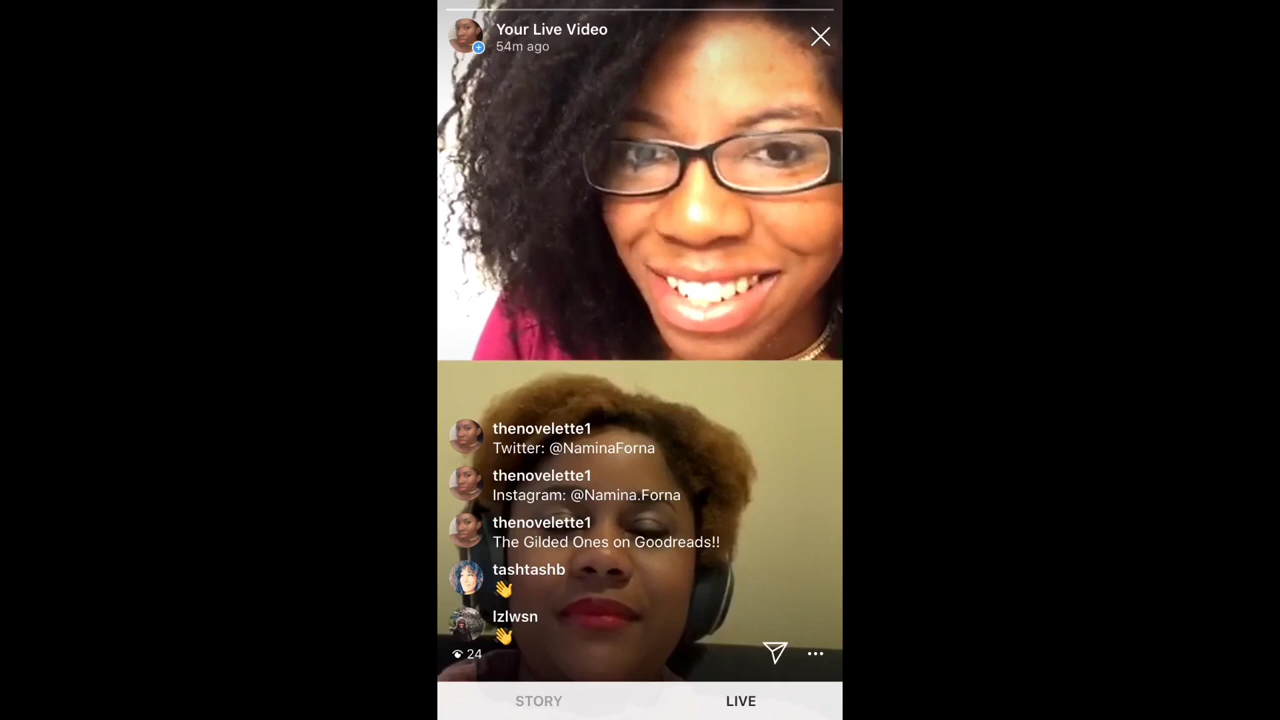 Your Live Video
54m ago
thenovelette1
Twitter: @NaminaForna
thenovelette1
Instagram: @Namina.Forna
thenovelette1
The Gilded Ones on Goodreads!!
tashtashb
👋
lzlwsn
👋
24
STORY LIVE